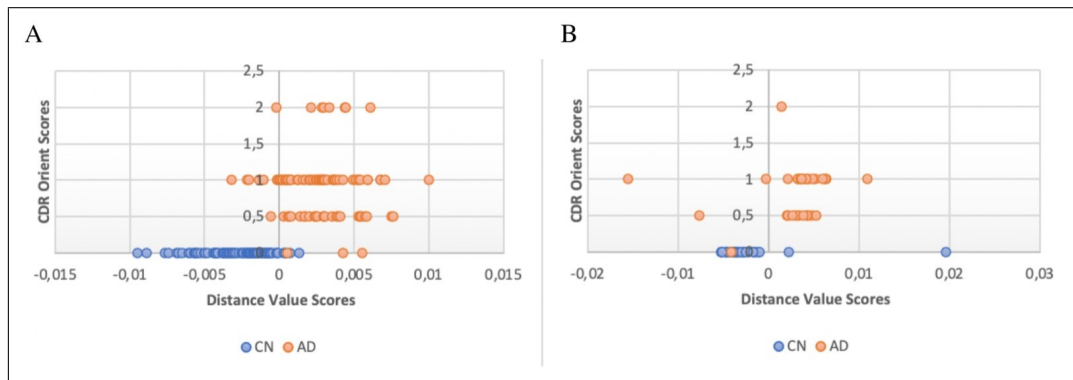 A
2,5
2
1,5
1
0,5
0
-0,015 -0,01 -0,005 0 0,005 0,01 0,015
CDR Orient Scores
Distance Value Scores
CN AD
B
2,5
2
1,5
1
0,5
0
-0,02 -0,01 0 0,01 0,02 0,03
CDR Orient Scores
Distance Value Scores
CN AD